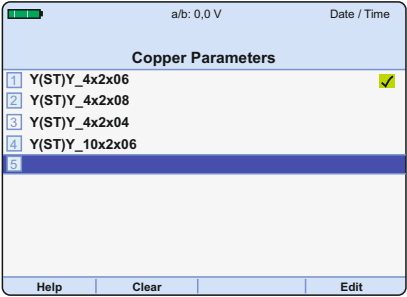 a/b: 0,0 V Date / Time
Copper Parameters
1 Y(ST)Y_4x2x06
2 Y(ST)Y_4x2x08
3 Y(ST)Y_4x2x04
4 Y(ST)Y_10x2x06
5
Help Clear Edit